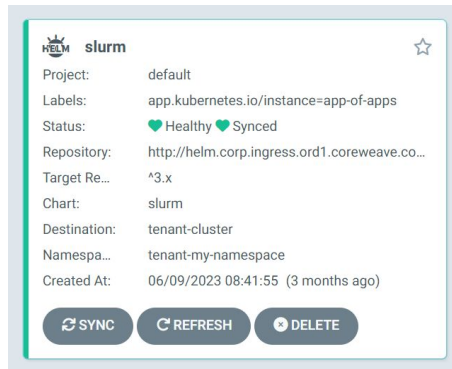 HELM slurm
Project: default
Labels: app.kubernetes.io/instance=app-of-apps
Status: Healthy Synced
Repository: http://helm.corp.ingress.ord1.coreweave.co...
Target Re... ^3.x
Chart: slurm
Destination: tenant-cluster
Namespa... tenant-my-namespace
Created At: 06/09/2023 08:41:55 (3 months ago)
SYNC REFRESH DELETE